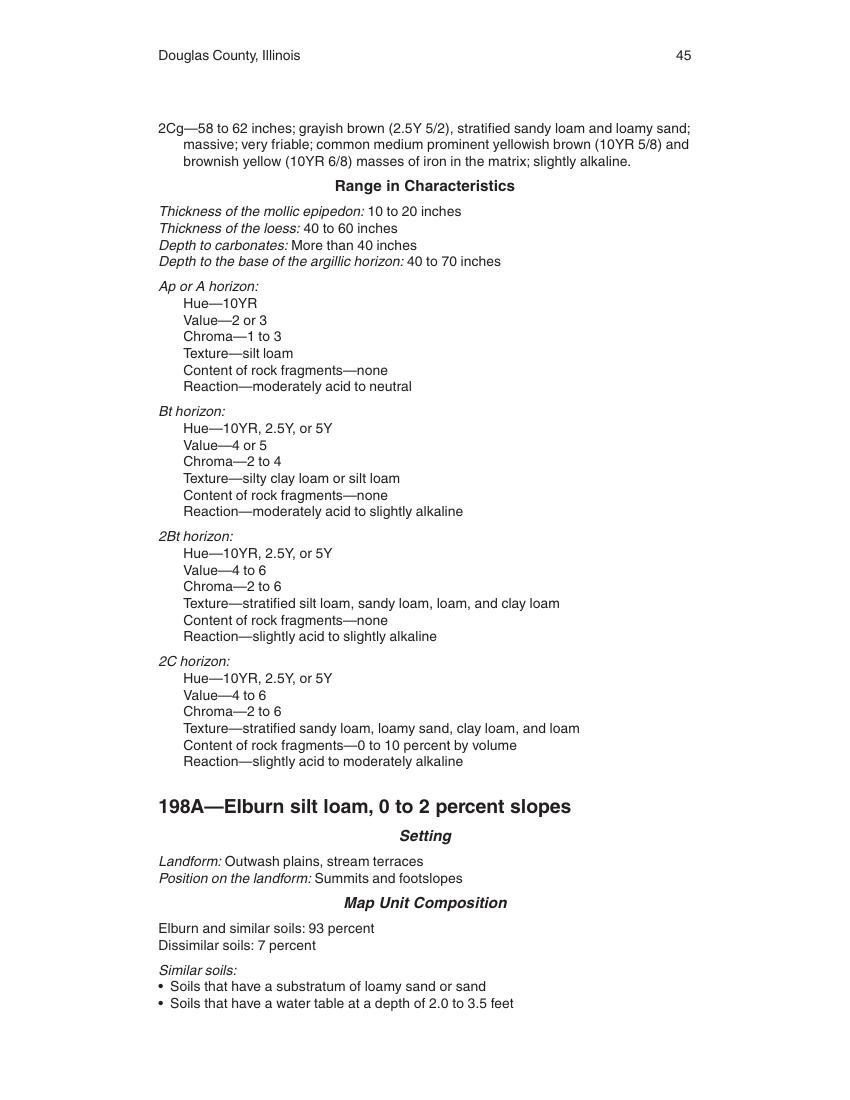 Douglas County, Illinois 45
2Cg—58 to 62 inches; grayish brown (2.5Y 5/2), stratified sandy loam and loamy sand;
massive; very friable; common medium prominent yellowish brown (10YR 5/8) and
brownish yellow (10YR 6/8) masses of iron in the matrix; slightly alkaline.
Range in Characteristics
Thickness of the mollic epipedon: 10 to 20 inches
Thickness of the loess: 40 to 60 inches
Depth to carbonates: More than 40 inches
Depth to the base of the argillic horizon: 40 to 70 inches
Ap or A horizon:
Hue—10YR
Value—2 or 3
Chroma—1 to 3
Texture—silt loam
Content of rock fragments—none
Reaction—moderately acid to neutral
Bt horizon:
Hue—10YR, 2.5Y, or 5Y
Value—4 or 5
Chroma—2 to 4
Texture—silty clay loam or silt loam
Content of rock fragments—none
Reaction—moderately acid to slightly alkaline
2Bt horizon:
Hue—10YR, 2.5Y, or 5Y
Value—4 to 6
Chroma—2 to 6
Texture—stratified silt loam, sandy loam, loam, and clay loam
Content of rock fragments—none
Reaction—slightly acid to slightly alkaline
2C horizon:
Hue—10YR, 2.5Y, or 5Y
Value—4 to 6
Chroma—2 to 6
Texture—stratified sandy loam, loamy sand, clay loam, and loam
Content of rock fragments—0 to 10 percent by volume
Reaction—slightly acid to moderately alkaline
198A—Elburn silt loam, 0 to 2 percent slopes
Setting
Landform: Outwash plains, stream terraces
Position on the landform: Summits and footslopes
Map Unit Composition
Elburn and similar soils: 93 percent
Dissimilar soils: 7 percent
Similar soils:
• Soils that have a substratum of loamy sand or sand
• Soils that have a water table at a depth of 2.0 to 3.5 feet